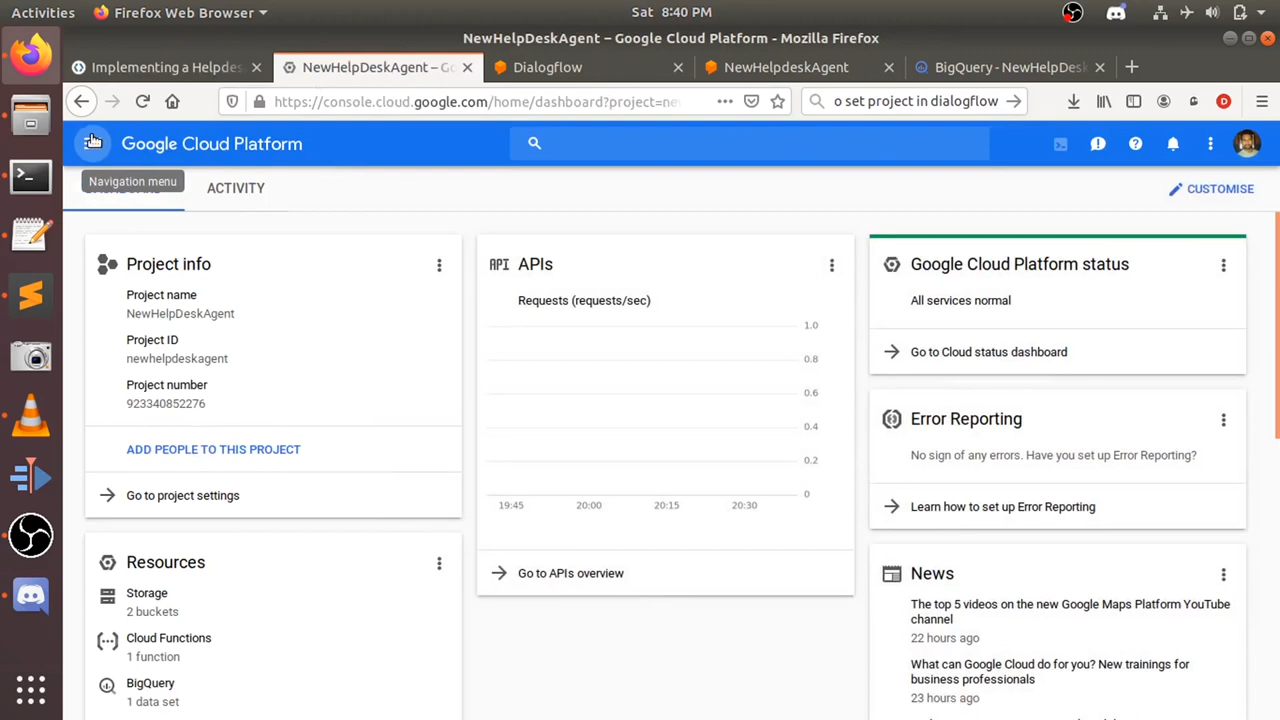 Activities
Firefox Web Browser
Sat 8:40 PM
NewHelpDeskAgent – Google Cloud Platform - Mozilla Firefox
Implementing a Helpdes
NewHelpDeskAgent – Go
Dialogflow
NewHelpdeskAgent
BigQuery - NewHelpDesk
https://console.cloud.google.com/home/dashboard?project=ne
o set project in dialogflow
Google Cloud Platform
Navigation menu
ACTIVITY
CUSTOMISE
Project info
Project name
NewHelpDeskAgent
Project ID
newhelpdeskagent
Project number
923340852276
ADD PEOPLE TO THIS PROJECT
Go to project settings
Resources
Storage
2 buckets
Cloud Functions
1 function
BigQuery
1 data set
API APIs
Requests (requests/sec)
1.0
0.8
0.6
0.4
0.2
0
19:45 20:00 20:15 20:30
Go to APIs overview
Google Cloud Platform status
All services normal
Go to Cloud status dashboard
Error Reporting
No sign of any errors. Have you set up Error Reporting?
Learn how to set up Error Reporting
News
The top 5 videos on the new Google Maps Platform YouTube
channel
22 hours ago
What can Google Cloud do for you? New trainings for
business professionals
23 hours ago